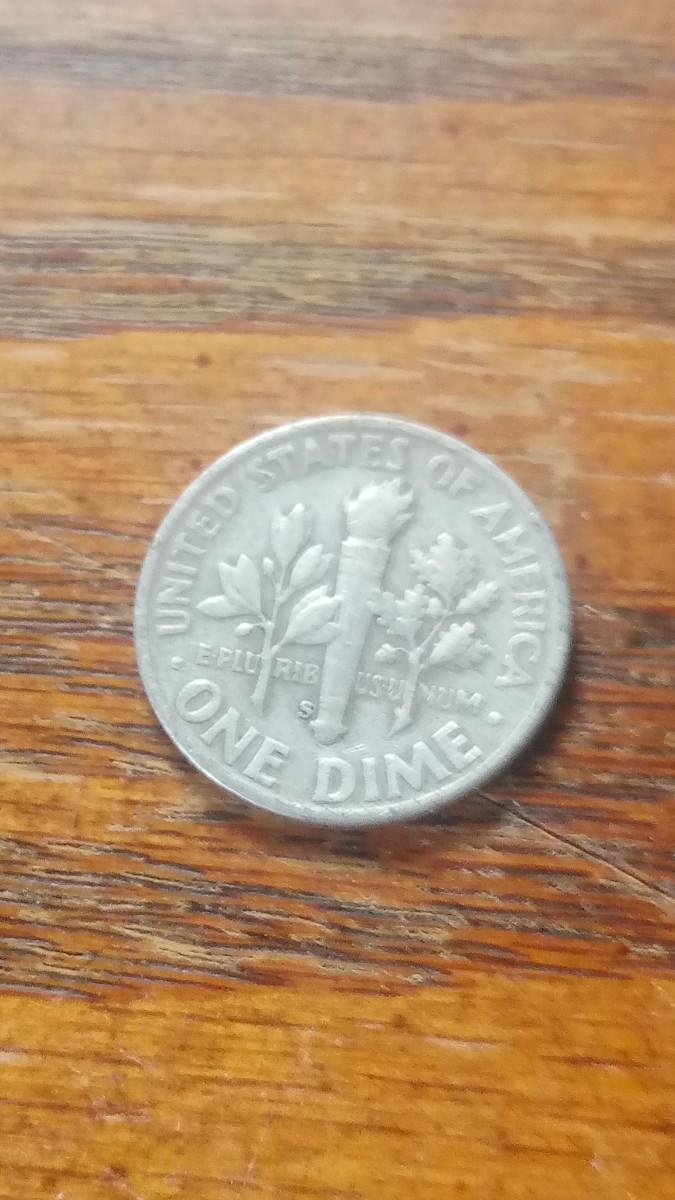 UNITED STATES OF AMERICA
E·PLURIBUS·UNUM
S
·ONE DIME·